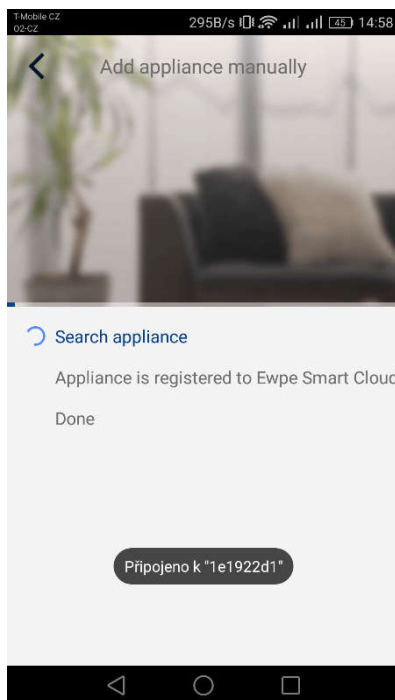 T-Mobile CZ
O2-CZ
295B/s 45 14:58
Add appliance manually
Search appliance
Appliance is registered to Ewpe Smart Cloud
Done
Připojeno k "1e1922d1"